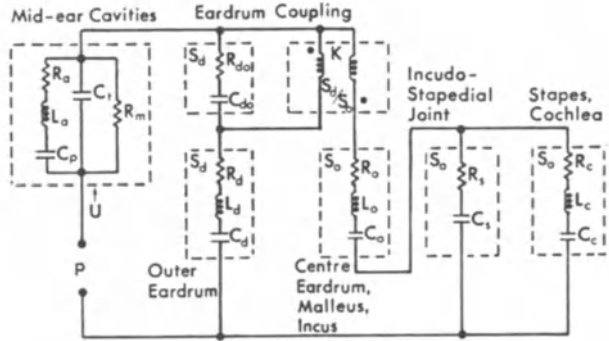 Mid-ear Cavities
Eardrum Coupling
Ra
La
Cp
Ct
Rm
U
P
Sd
Rdo
Cdo
K
Sd/So
Incudo-
Stapedial
Joint
Stapes,
Cochlea
Sd
Rd
Ld
Cd
Outer
Eardrum
So
Ro
Lo
Co
Centre
Eardrum,
Malleus,
Incus
So
Rs
Cs
So
Rc
Lc
Cc